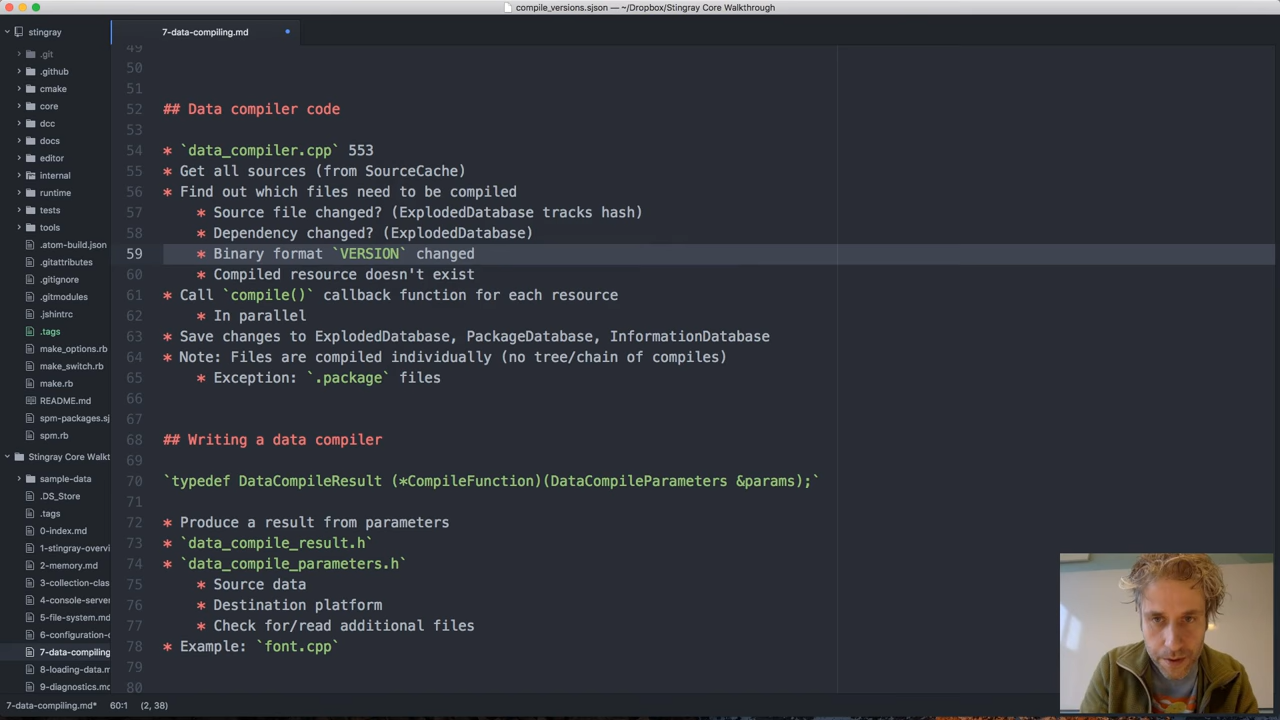 compile_versions.sjson — ~/Dropbox/Stingray Core Walkthrough
stingray
.git
.github
cmake
core
dcc
docs
editor
internal
runtime
tests
tools
.atom-build.json
.gitattributes
.gitignore
.gitmodules
.jshintrc
.tags
make_options.rb
make_switch.rb
make.rb
README.md
spm-packages.sj
spm.rb
Stingray Core Walkt
sample-data
.DS_Store
.tags
0-index.md
1-stingray-overvi
2-memory.md
3-collection-clas
4-console-server
5-file-system.md
6-configuration-c
7-data-compiling
8-loading-data.m
9-diagnostics.md
7-data-compiling.md
49
50
51
52 ## Data compiler code
53
54 * `data_compiler.cpp` 553
55 * Get all sources (from SourceCache)
56 * Find out which files need to be compiled
57 * Source file changed? (ExplodedDatabase tracks hash)
58 * Dependency changed? (ExplodedDatabase)
59 * Binary format `VERSION` changed
60 * Compiled resource doesn't exist
61 * Call `compile()` callback function for each resource
62 * In parallel
63 * Save changes to ExplodedDatabase, PackageDatabase, InformationDatabase
64 * Note: Files are compiled individually (no tree/chain of compiles)
65 * Exception: `.package` files
66
67
68 ## Writing a data compiler
69
70 `typedef DataCompileResult (*CompileFunction)(DataCompileParameters &params);`
71
72 * Produce a result from parameters
73 * `data_compile_result.h`
74 * `data_compile_parameters.h`
75 * Source data
76 * Destination platform
77 * Check for/read additional files
78 * Example: `font.cpp`
79
80
7-data-compiling.md* 60:1 (2, 38)